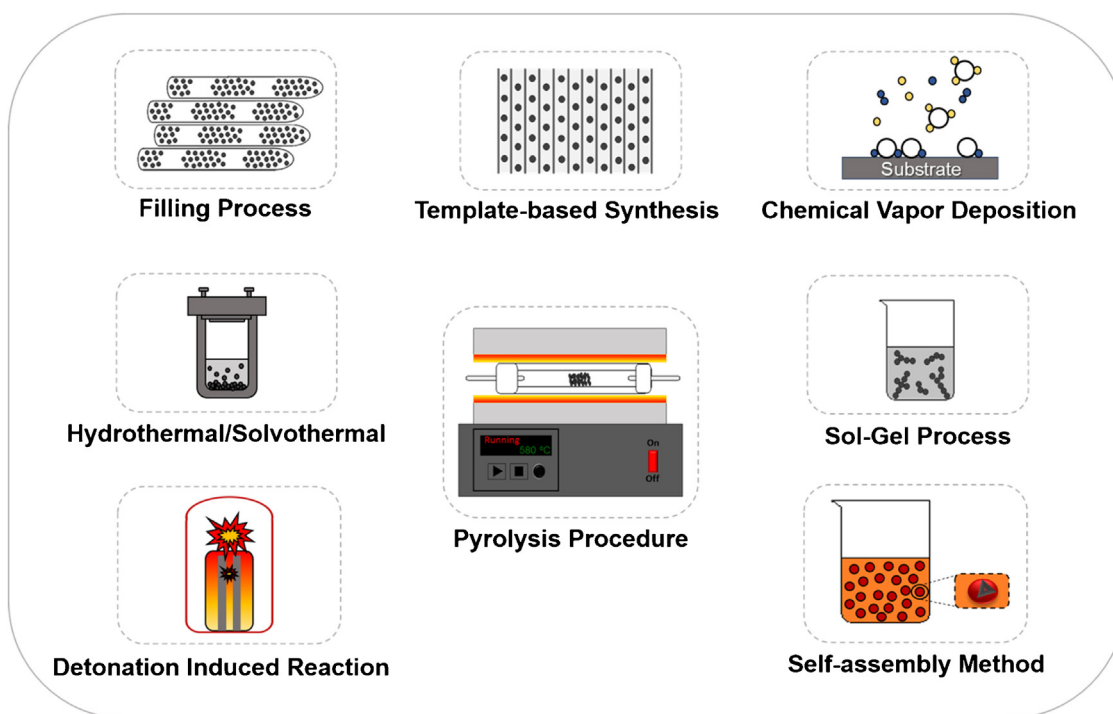 Substrate
Filling Process
Template-based Synthesis
Chemical Vapor Deposition
Hydrothermal/Solvothermal
Running
580 ºC
On
Off
Pyrolysis Procedure
Sol-Gel Process
Detonation Induced Reaction
Self-assembly Method